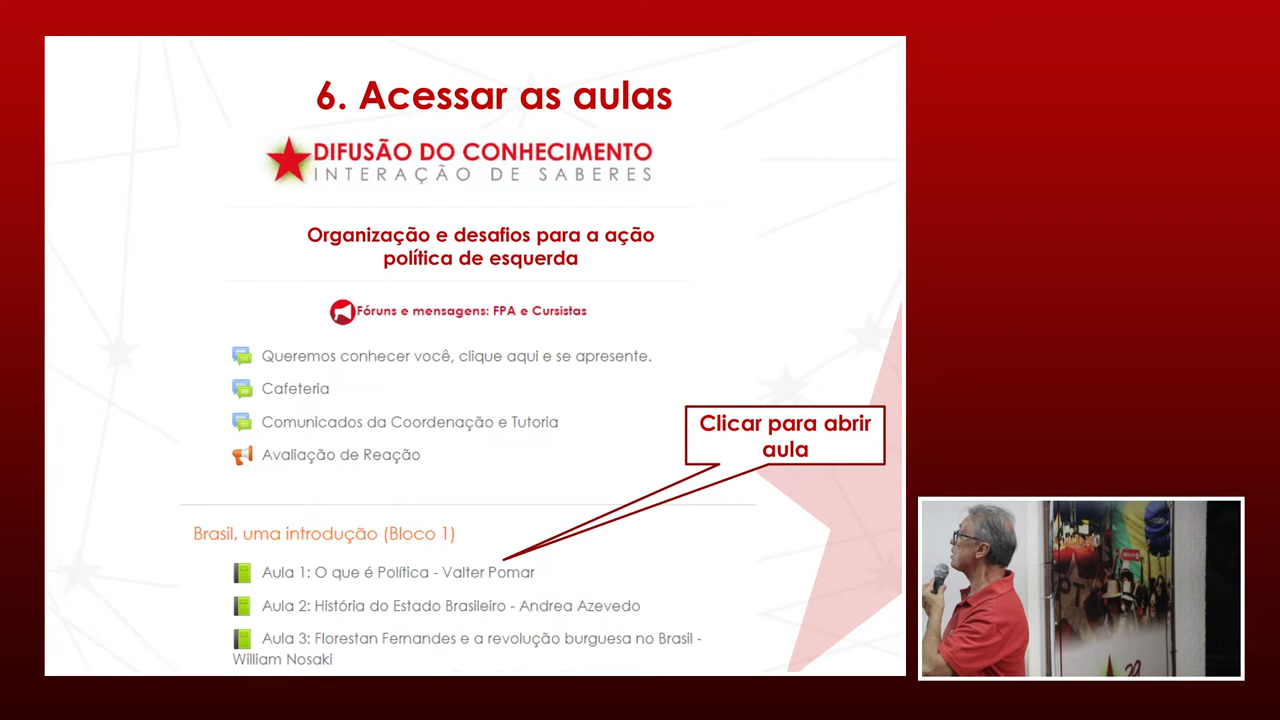 6. Acessar as aulas
DIFUSÃO DO CONHECIMENTO
INTERAÇÃO DE SABERES
Organização e desafios para a ação
política de esquerda
Fóruns e mensagens: FPA e Cursistas
Queremos conhecer você, clique aqui e se apresente.
Cafeteria
Comunicados da Coordenação e Tutoria
Avaliação de Reação
Clicar para abrir
aula
Brasil, uma introdução (Bloco 1)
Aula 1: O que é Política - Valter Pomar
Aula 2: História do Estado Brasileiro - Andrea Azevedo
Aula 3: Florestan Fernandes e a revolução burguesa no Brasil -
William Nosaki